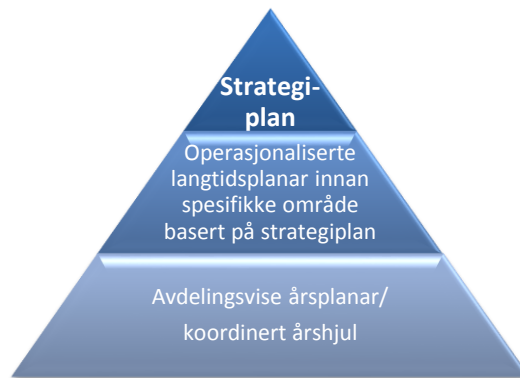 Strategi-
plan
Operasjonaliserte
langtidsplanar innan
spesifikke område
basert på strategiplan
Avdelingsvise årsplanar/
koordinert årshjul